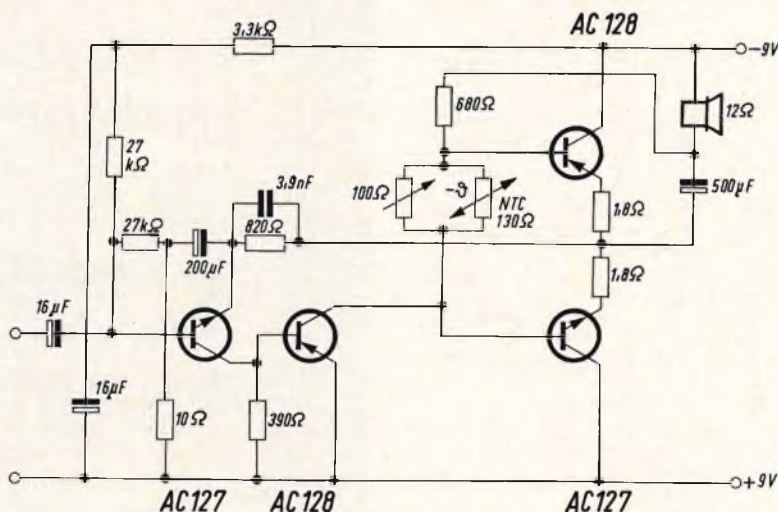 AC 128
3,3kΩ
−9V
680Ω
12Ω
27
kΩ
3,9nF
100Ω
-ϑ
NTC
130Ω
1,8Ω
500µF
27kΩ
820Ω
200µF
1,8Ω
16µF
16µF
10Ω
390Ω
+9V
AC127
AC128
AC127